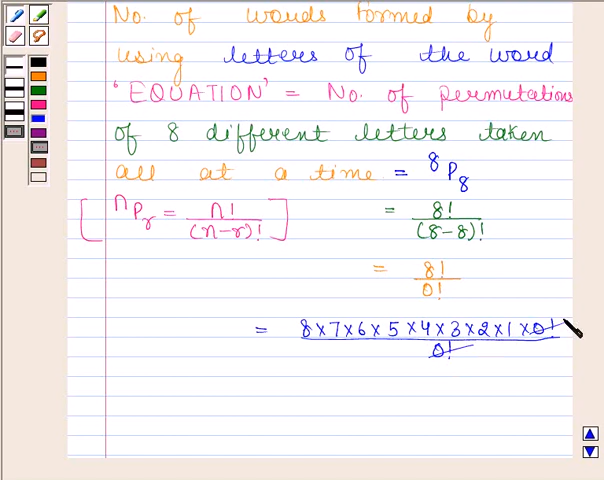 No. of words formed by
using letters of the word
'EQUATION' = No. of permutations
of 8 different letters taken
all at a time = ⁸P₈
[ ⁿPᵣ = n!/(n-r)! ] = 8!/(8-8)!
= 8!/0!
= 8×7×6×5×4×3×2×1×0!/0!